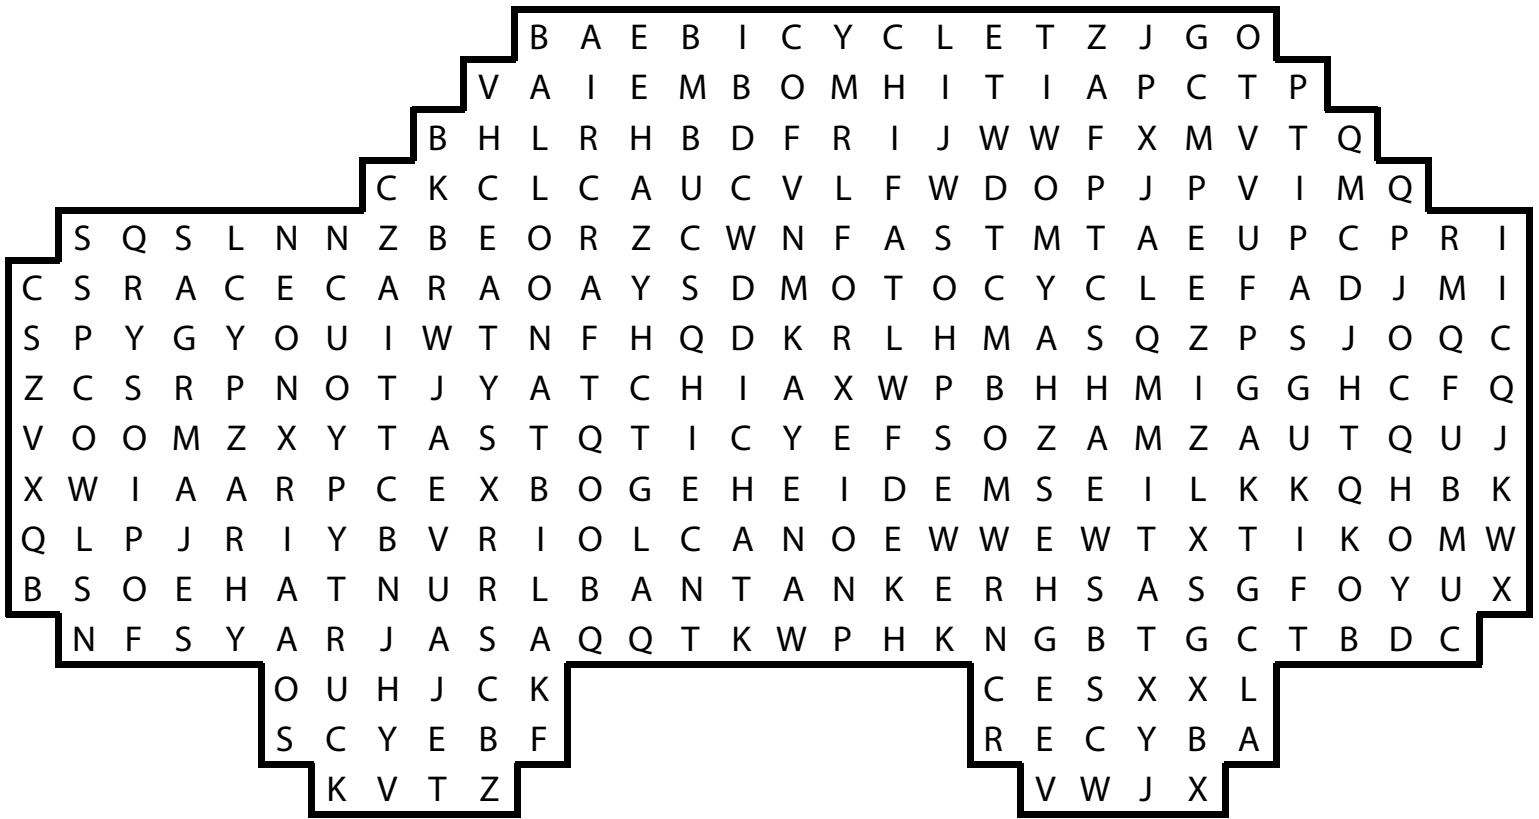 B A E B I C Y C L E T Z J G O
V A I E M B O M H I T I A P C T P
B H L R H B D F R I J W W F X M V T Q
C K C L C A U C V L F W D O P J P V I M Q
S Q S L N N Z B E O R Z C W N F A S T M T A E U P C P R I
C S R A C E C A R A O A Y S D M O T O C Y C L E F A D J M I
S P Y G Y O U I W T N F H Q D K R L H M A S Q Z P S J O Q C
Z C S R P N O T J Y A T C H I A X W P B H H M I G G H C F Q
V O O M Z X Y T A S T Q T I C Y E F S O Z A M Z A U T Q U J
X W I A A R P C E X B O G E H E I D E M S E I L K K Q H B K
Q L P J R I Y B V R I O L C A N O E W W E W T X T I K O M W
B S O E H A T N U R L B A N T A N K E R H S A S G F O Y U X
N F S Y A R J A S A Q Q T K W P H K N G B T G C T B D C
O U H J C K C E S X X L
S C Y E B F R E C Y B A
K V T Z V W J X